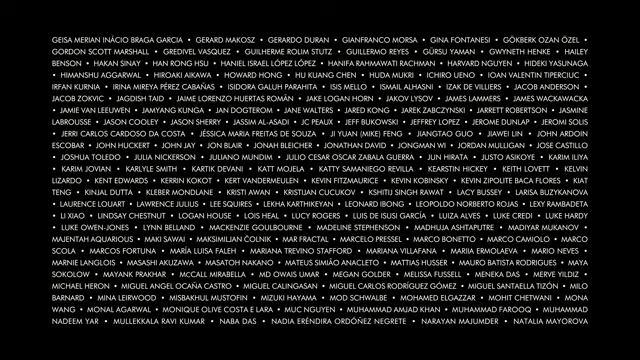 GEISA MERIAN INÁCIO BRAGA GARCIA • GERARD MAKOSZ • GERARDO DURAN • GIANFRANCO MORSA • GINA FONTANESI • GÖKBERK OZAN ÖZEL •
GORDON SCOTT MARSHALL • GREDIVEL VASQUEZ • GUILHERME ROLIM STUTZ • GUILLERMO REYES • GÜRSU YAMAN • GWYNETH HENKE • HAILEY
BENSON • HAKAN SINAY • HAN RONG HSU • HANIEL ISRAEL LÓPEZ LÓPEZ • HANIFA RAHMAWATI RACHMAN • HARVARD NGUYEN • HIDEKI YASUNAGA
• HIMANSHU AGGARWAL • HIROAKI AIKAWA • HOWARD HONG • HU KUANG CHEN • HUDA MUKRI • ICHIRO UENO • IOAN VALENTIN TIPERCIUC •
IRFAN KURNIA • IRINA MIREYA PÉREZ CABAÑAS • ISIDORA GALUH PARAHITA • ISIS MELLO • ISMAIL ALHASNI • IZAK DE VILLIERS • JACOB ANDERSON •
JACOB ZOKVIC • JAGDISH TAID • JAIME LORENZO HUERTAS ROMÁN • JAKE LOGAN HORN • JAKOV LYSOV • JAMES LAMMERS • JAMES WACKAWACKA
• JAMIE VAN LEEUWEN • JAMYANG KUNGA • JAN DOGTEROM • JANE WALTERS • JARED KONG • JAREK ZABCZYNSKI • JARRETT ROBERTSON • JASMINE
LABROUSSE • JASON COOLEY • JASON SHERRY • JASSIM AL-ASADI • JC PEAUX • JEFF BUKOWSKI • JEFFREY LOPEZ • JEROME DUNLAP • JEROMI SOLIS
• JERRI CARLOS CARDOSO DA COSTA • JÉSSICA MARIA FREITAS DE SOUZA • JI YUAN (MIKE) FENG • JIANGTAO GUO • JIAWEI LIN • JOHN ARDOIN
ESCOBAR • JOHN HUCKERT • JOHN JAY • JON BLAIR • JONAH BLEICHER • JONATHAN DAVID • JONGMAN WI • JORDAN MULLIGAN • JOSE CASTILLO
• JOSHUA TOLEDO • JULIA NICKERSON • JULIANO MUNDIM • JULIO CESAR OSCAR ZABALA GUERRA • JUN HIRATA • JUSTO ASIKOYE • KARIM ILIYA
• KARIM JOVIAN • KARLYLE SMITH • KARTIK DEVANI • KATT MOJELA • KATTY SAMANIEGO REVILLA • KEARSTIN HICKEY • KEITH LOVETT • KELVIN
LIZARDO • KENT EDWARDS • KERRIN KOKOT • KERT VANDERMEULEN • KEVIN FITZMAURICE • KEVIN KOBINSKY • KEVIN ZIPOLITE BACA FLORES • KIAT
TENG • KINJAL DUTTA • KLEBER MONDLANE • KRISTI AWAN • KRISTIJAN CUCUKOV • KSHITIJ SINGH RAWAT • LACY BUSSEY • LARISA BUZYKANOVA
• LAURENCE LOUART • LAWRENCE JULIUS • LEE SQUIRES • LEKHA KARTHIKEYAN • LEONARD IBONG • LEOPOLDO NORBERTO ROJAS • LEXY RAMBADETA
• LI XIAO • LINDSAY CHESTNUT • LOGAN HOUSE • LOIS HEAL • LUCY ROGERS • LUIS DE ISUSI GARCÍA • LUIZA ALVES • LUKE CREDI • LUKE HARDY
• LUKE OWEN-JONES • LYNN BELLAND • MACKENZIE GOULBOURNE • MADELINE STEPHENSON • MADHUJA ASHTAPUTRE • MADIYAR MUKANOV •
MAJENTAH AQUARIOUS • MAKI SAWAI • MAKSIMILJAN ČOLNIK • MAR FRACTAL • MARCELO PRESSEL • MARCO BONETTO • MARCO CAMIOLO • MARCO
SCOLA • MARCOS FORTUNA • MARÍA LUISA FALEH • MARIANA TREVINO STAFFORD • MARIANA VILLAFANA • MARIIA ERMOLAEVA • MARIO NEVES •
MARNIE LANGLOIS • MASASHI AKUZAWA • MASATOH NAKANO • MATEUS SIMIÃO ANACLETO • MATTIAS HUSSER • MAURO BATISTA RODRIGUES • MAYA
SOKOLOW • MAYANK PRAKHAR • MCCALL MIRABELLA • MD OWAIS UMAR • MEGAN GOLDER • MELISSA FUSSELL • MENEKA DAS • MERVE YILDIZ •
MICHAEL HERON • MIGUEL ANGEL OCAÑA CASTRO • MIGUEL CALINGASAN • MIGUEL CARLOS RODRÍGUEZ GÓMEZ • MIGUEL SANTAELLA TIZÓN • MILO
BARNARD • MINA LEIRWOOD • MISBAKHUL MUSTOFIN • MIZUKI HAYAMA • MOD SCHWALBE • MOHAMED ELGAZZAR • MOHIT CHETWANI • MONA
WANG • MONAL AGARWAL • MONIQUE OLIVE COSTA E LARA • MUC NGUYEN • MUHAMMAD AMJAD KHAN • MUHAMMAD FAROOQ • MUHAMMAD
NADEEM YAR • MULLEKKALA RAVI KUMAR • NABA DAS • NADIA ERÉNDIRA ORDÓÑEZ NEGRETE • NARAYAN MAJUMDER • NATALIA MAYOROVA